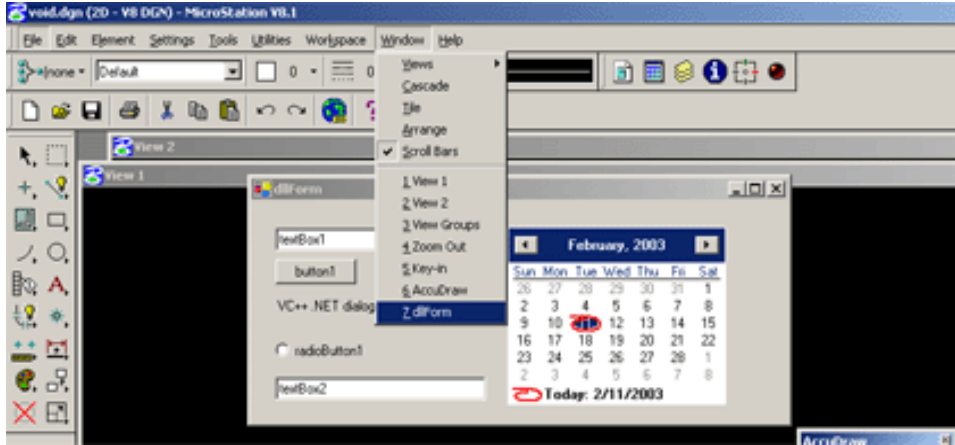 void.dgn (2D - V8 DGN) - MicroStation V8.1
File Edit Element Settings Tools Utilities Workspace Window Help
none Default 0 0
Views
Cascade
Tile
Arrange
Scroll Bars
1 View 1
2 View 2
3 View Groups
4 Zoom Out
5 Key-in
6 AccuDraw
7 dllForm
View 2
View 1
dllForm
textBox1
button1
VC++ .NET dialog
radioButton1
textBox2
February, 2003
Sun Mon Tue Wed Thu Fri Sat
26 27 28 29 30 31 1
2 3 4 5 6 7 8
9 10 11 12 13 14 15
16 17 18 19 20 21 22
23 24 25 26 27 28 1
2 3 4 5 6 7 8
Today: 2/11/2003
AccuDraw